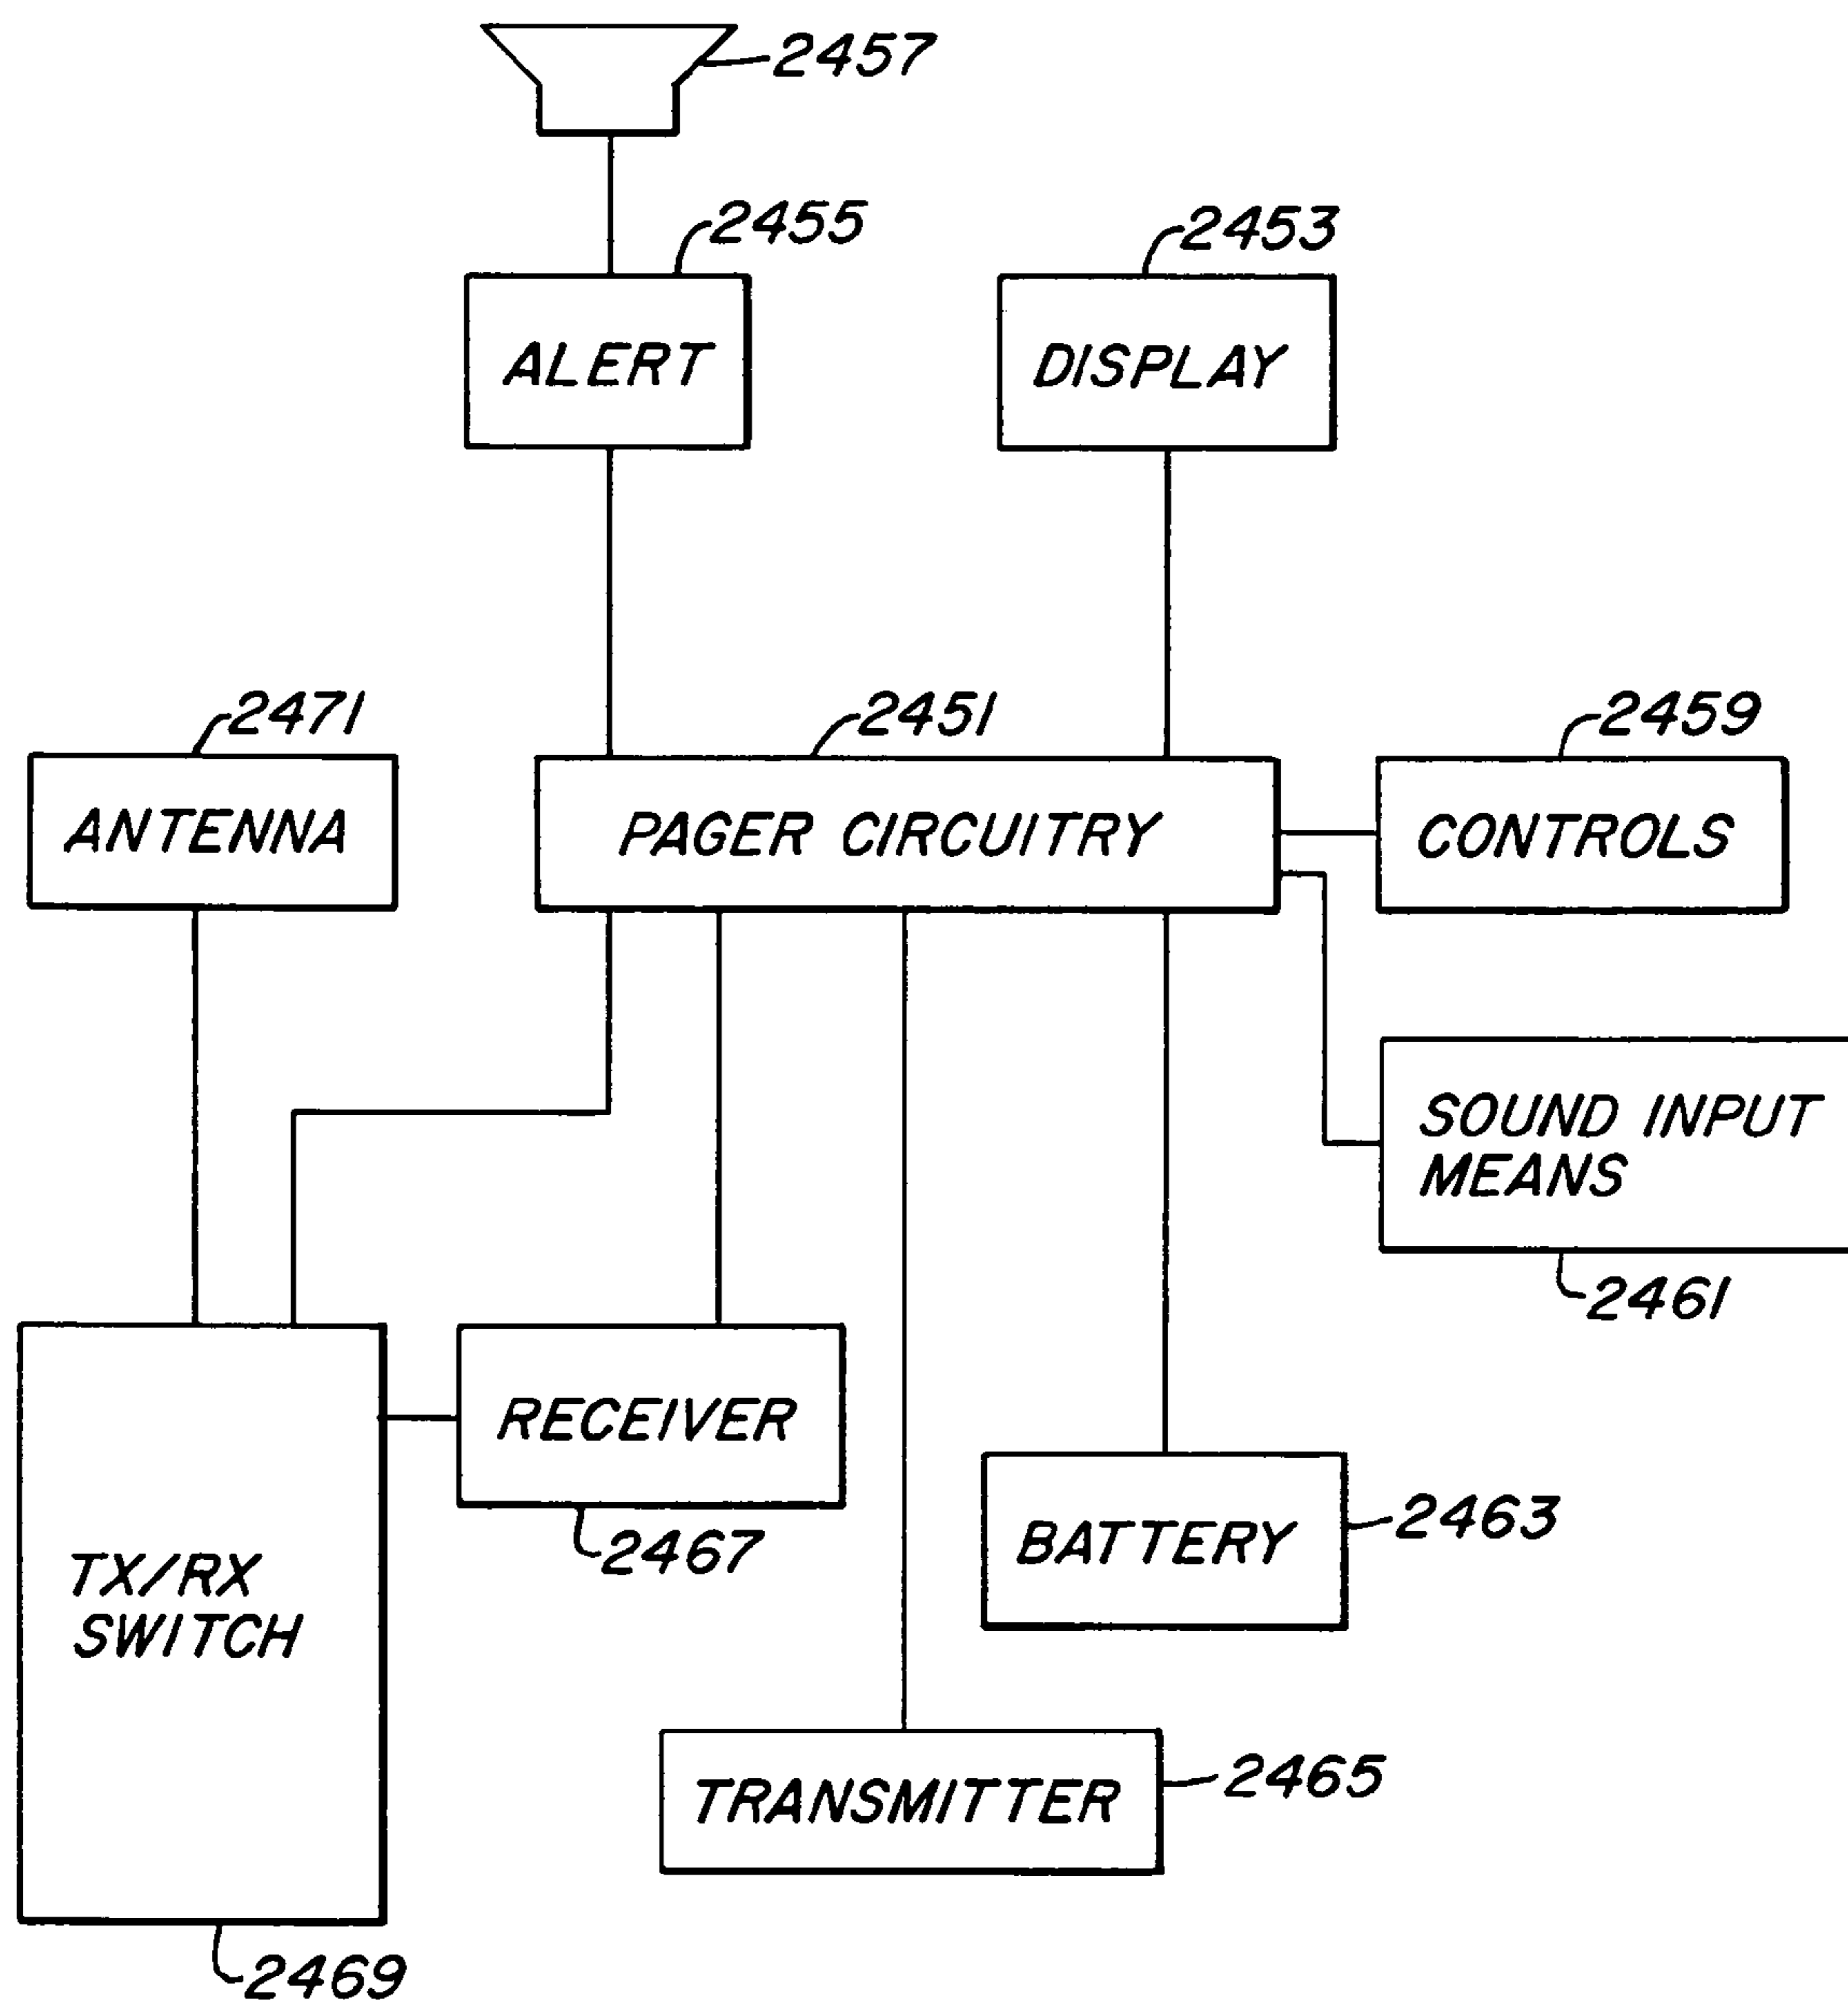 2457
2455
2453
ALERT
DISPLAY
2471
2451
2459
ANTENNA
PAGER CIRCUITRY
CONTROLS
SOUND INPUT
MEANS
2461
RECEIVER
2467
BATTERY
2463
TX/RX
SWITCH
TRANSMITTER
2465
2469